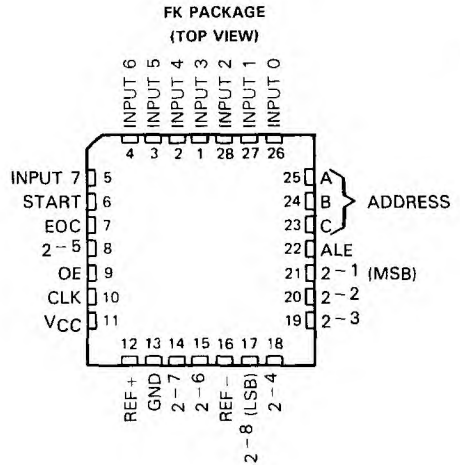 FK PACKAGE
(TOP VIEW)
INPUT 6
INPUT 5
INPUT 4
INPUT 3
INPUT 2
INPUT 1
INPUT 0
4 3 2 1 28 27 26
INPUT 7 5
START 6
EOC 7
2−5 8
OE 9
CLK 10
VCC 11
25 A
24 B
23 C
ADDRESS
22 ALE
21 2−1 (MSB)
20 2−2
19 2−3
12 13 14 15 16 17 18
REF+
GND
2−7
2−6
REF−
2−8 (LSB)
2−4